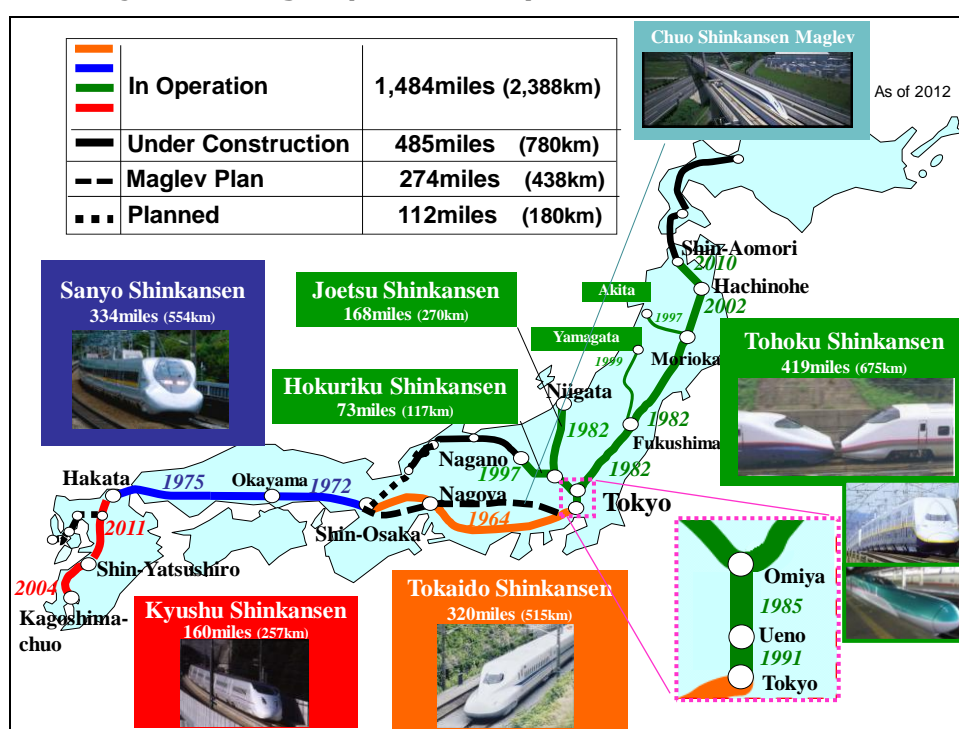 Chuo Shinkansen Maglev
As of 2012
In Operation 1,484miles (2,388km)
Under Construction 485miles (780km)
Maglev Plan 274miles (438km)
Planned 112miles (180km)
Shin-Aomori
2010
Hachinohe
2002
Sanyo Shinkansen
334miles (554km)
Joetsu Shinkansen
168miles (270km)
Akita
1997
Yamagata
1999
Morioka
Tohoku Shinkansen
419miles (675km)
Hokuriku Shinkansen
73miles (117km)
Niigata
1982
1982
Fukushima
1982
Nagano
1997
Hakata
1975
Okayama
1972
Nagoya
1964
Tokyo
Shin-Osaka
2011
Shin-Yatsushiro
2004
Kagoshima-
chuo
Kyushu Shinkansen
160miles (257km)
Tokaido Shinkansen
320miles (515km)
Omiya
1985
Ueno
1991
Tokyo